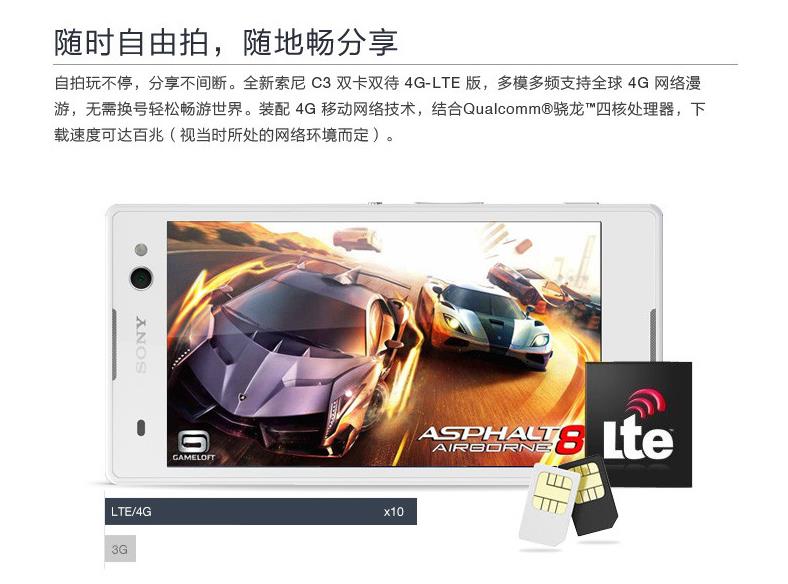 随时自由拍，随地畅分享
自拍玩不停，分享不间断。全新索尼 C3 双卡双待 4G-LTE 版，多模多频支持全球 4G 网络漫
游，无需换号轻松畅游世界。装配 4G 移动网络技术，结合Qualcomm®骁龙™四核处理器，下
载速度可达百兆（视当时所处的网络环境而定）。
SONY
G
GAMELOFT
ASPHALT 8
AIRBORNE
Lte™
LTE/4G x10
3G